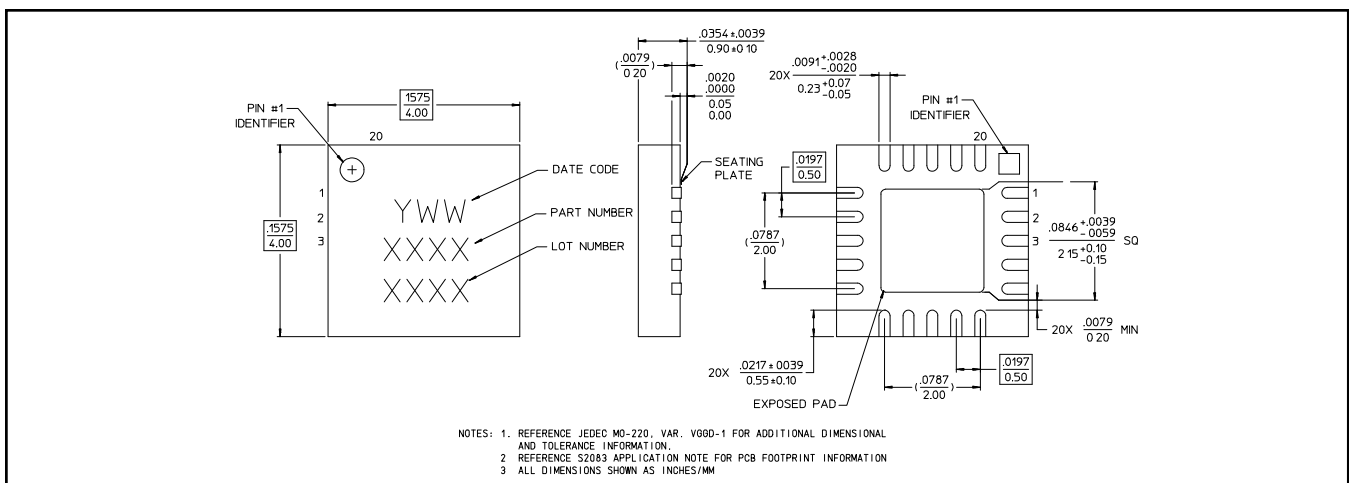 PIN #1
IDENTIFIER
.1575
4.00
20
.1575
4.00
1
2
3
YWW
XXXX
XXXX
DATE CODE
PART NUMBER
LOT NUMBER
.0354 ±.0039
0.90±0 10
(.0079
0 20)
.0020
.0000
0.05
0.00
SEATING
PLATE
20X .0091 +.0028 -.0020
0.23 +0.07 -0.05
PIN #1
IDENTIFIER
20
.0197
0.50
(.0787
2.00)
1
2
3
.0846 +.0039 -.0059 SQ
2 15 +0.10 -0.15
20X .0079 MIN
0 20
20X .0217 ± 0039
0.55 ±0.10
(.0787
2.00)
.0197
0.50
EXPOSED PAD
NOTES: 1. REFERENCE JEDEC MO-220, VAR. VGGD-1 FOR ADDITIONAL DIMENSIONAL
AND TOLERANCE INFORMATION.
2 REFERENCE S2083 APPLICATION NOTE FOR PCB FOOTPRINT INFORMATION
3 ALL DIMENSIONS SHOWN AS INCHES/MM